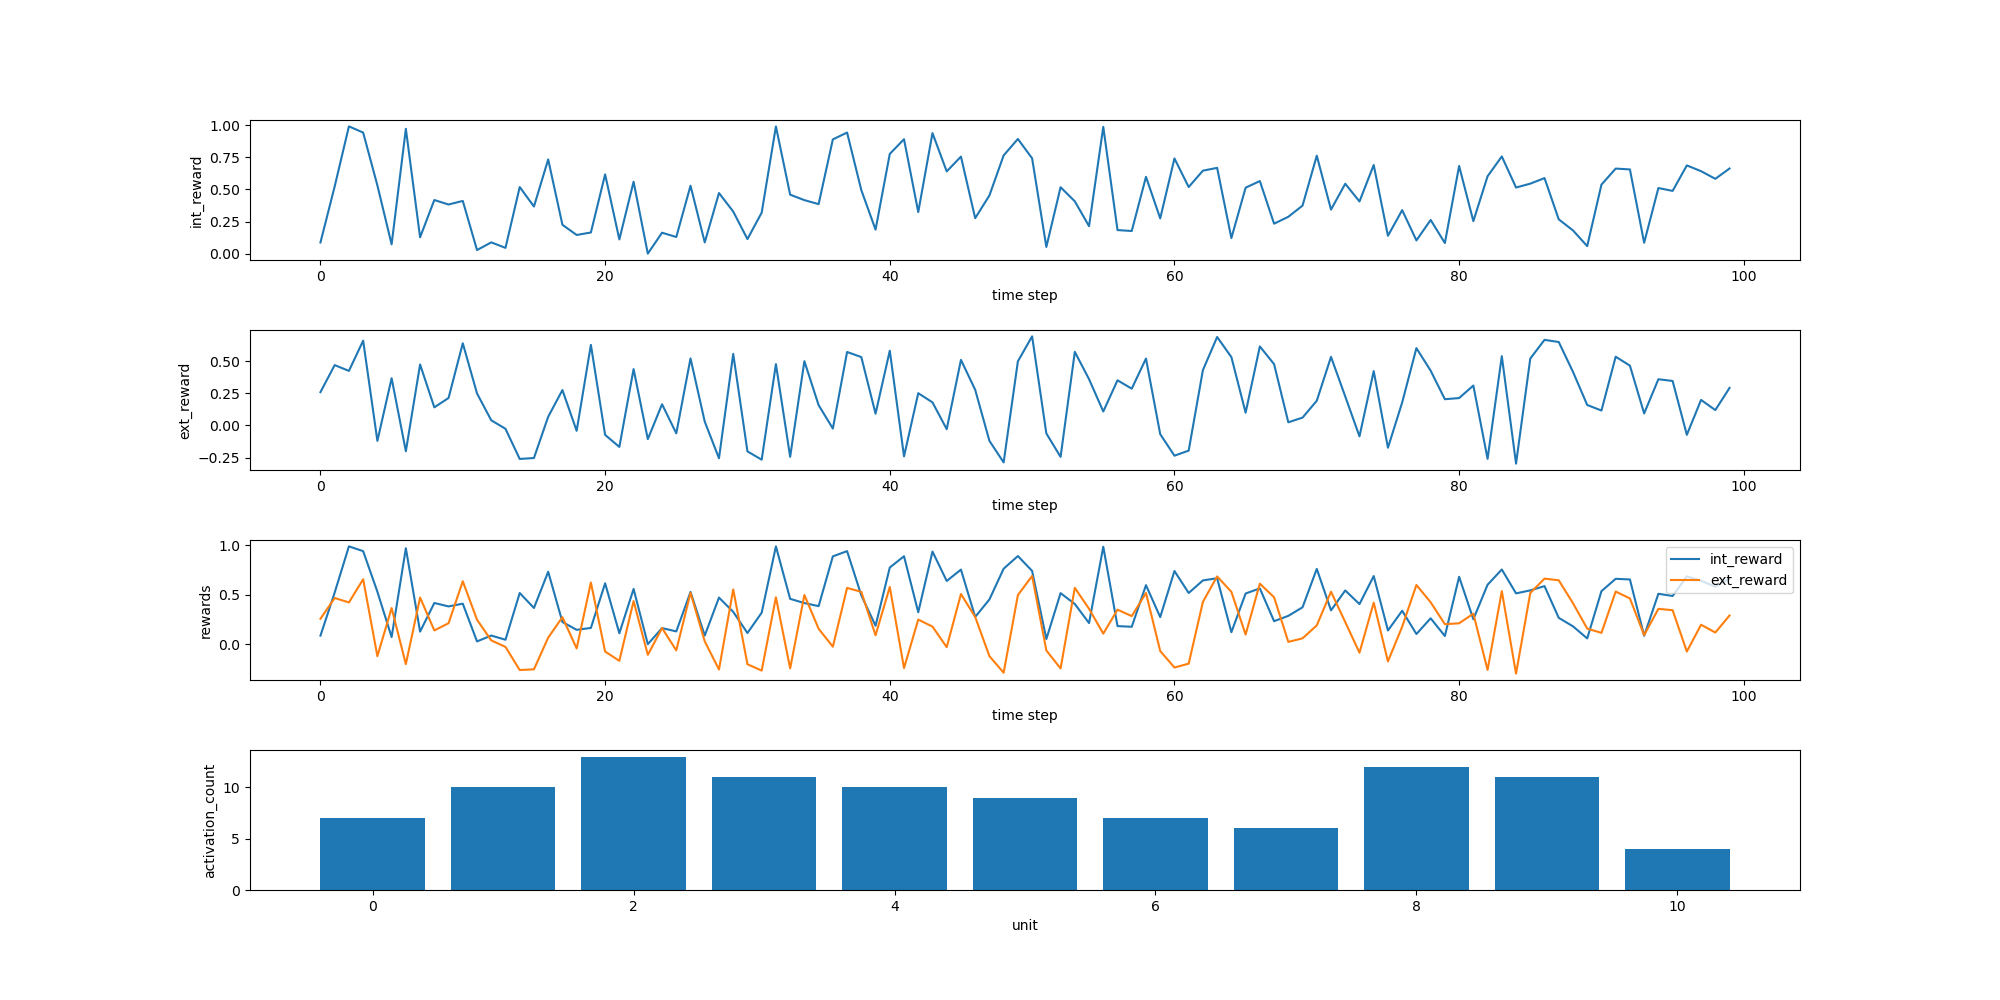 1.00
0.75
0.50
0.25
0.00
int_reward
0 20 40 60 80 100
time step
0.50
0.25
0.00
−0.25
ext_reward
0 20 40 60 80 100
time step
1.0
0.5
0.0
rewards
int_reward
ext_reward
0 20 40 60 80 100
time step
10
5
0
activation_count
0 2 4 6 8 10
unit